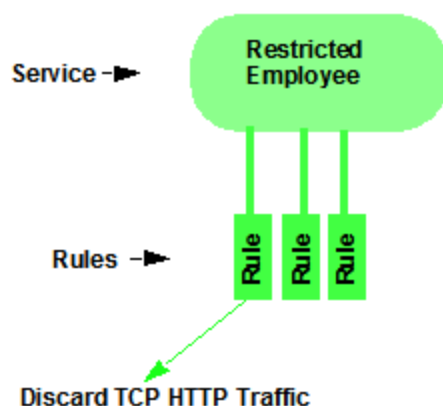 Restricted
Employee
Service
Rules
Rule
Rule
Rule
Discard TCP HTTP Traffic